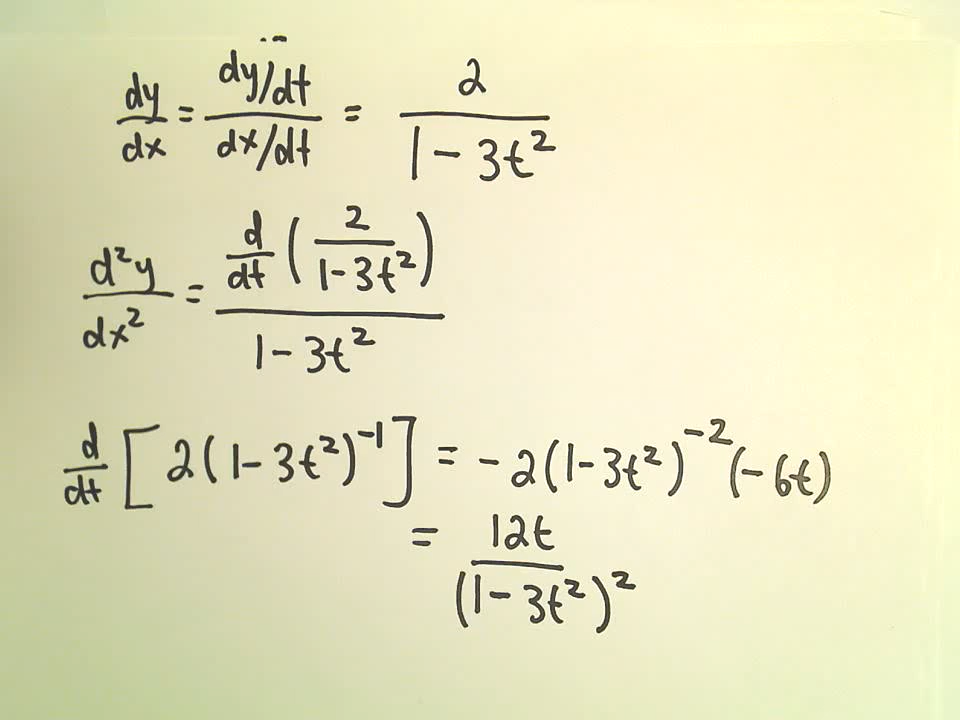 dy/dx = (dy/dt)/(dx/dt) = 2/(1 - 3t²)
d²y/dx² = (d/dt (2/(1 - 3t²)))/(1 - 3t²)
d/dt [2(1 - 3t²)⁻¹] = -2(1 - 3t²)⁻²(-6t)
= 12t/(1 - 3t²)²